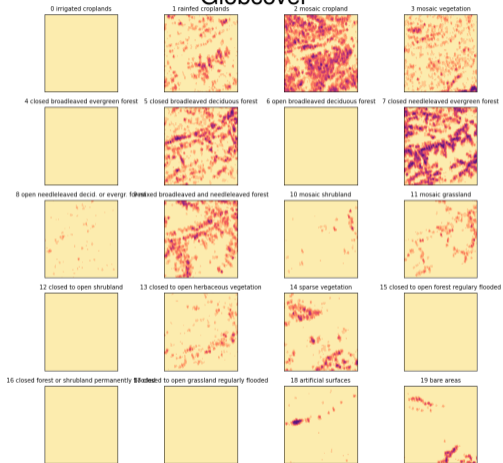 Globcover
0 irrigated croplands
1 rainfed croplands
2 mosaic cropland
3 mosaic vegetation
4 closed broadleaved evergreen forest
5 closed broadleaved deciduous forest
6 open broadleaved deciduous forest
7 closed needleleaved evergreen forest
8 open needleleaved decid. or evergr. forest
9 mixed broadleaved and needleleaved forest
10 mosaic shrubland
11 mosaic grassland
12 closed to open shrubland
13 closed to open herbaceous vegetation
14 sparse vegetation
15 closed to open forest regulary flooded
16 closed forest or shrubland permanently flooded
17 closed to open grassland regularly flooded
18 artificial surfaces
19 bare areas